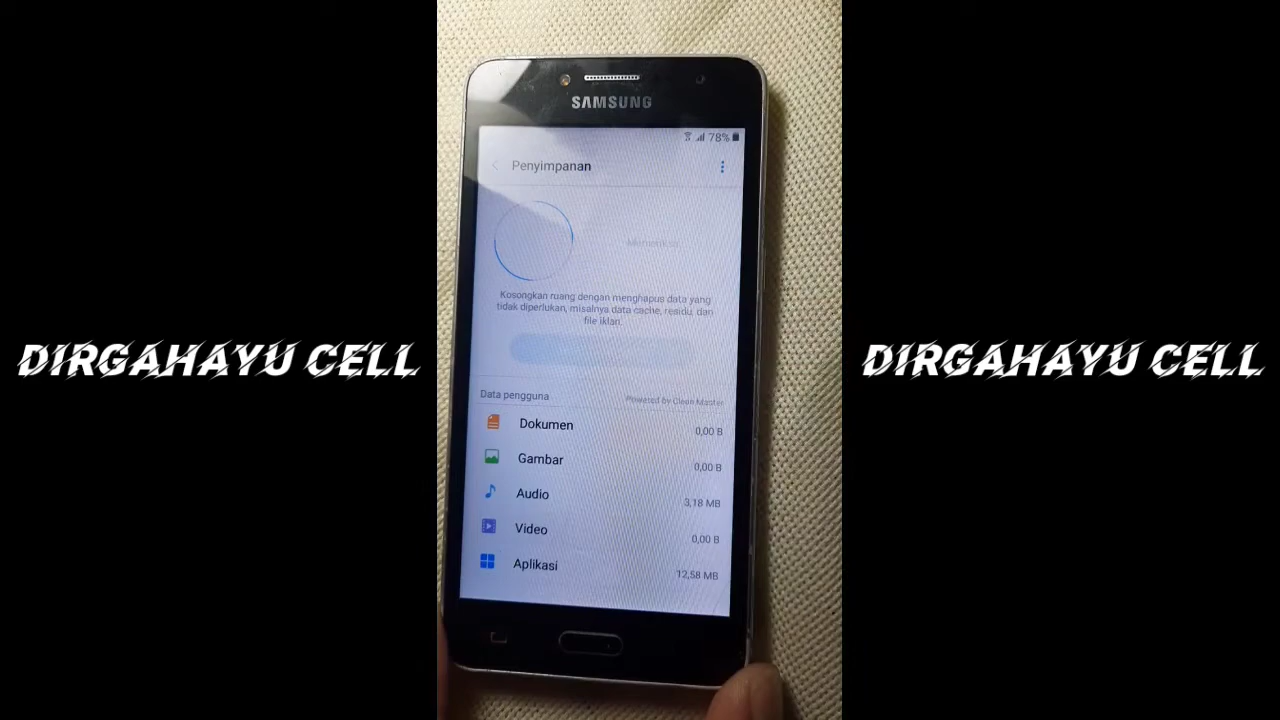 SAMSUNG
78%
Penyimpanan
Memeriksa...
Kosongkan ruang dengan menghapus data yang
tidak diperlukan, misalnya data cache, residu, dan
file iklan.
Data pengguna
Powered by Clean Master
Dokumen
0,00 B
Gambar
0,00 B
Audio
3,18 MB
Video
0,00 B
Aplikasi
12,58 MB
DIRGAHAYU CELL
DIRGAHAYU CELL